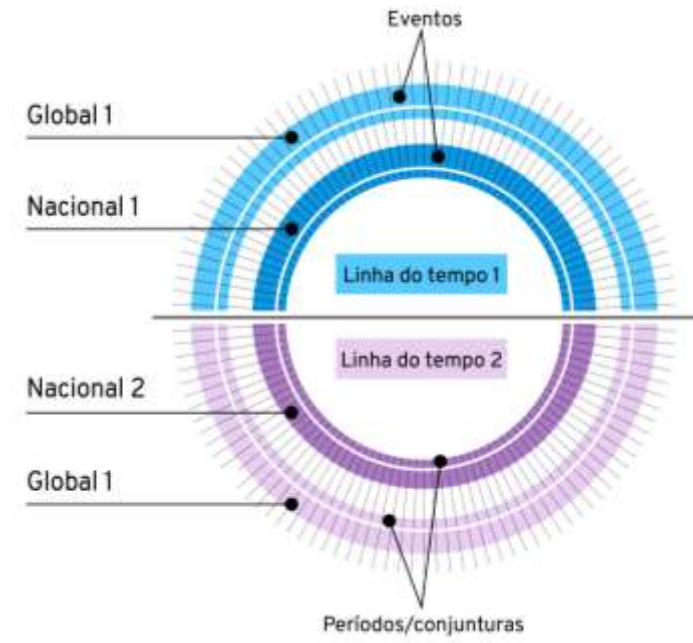 Eventos
Global 1
Nacional 1
Linha do tempo 1
Linha do tempo 2
Nacional 2
Global 1
Períodos/conjunturas